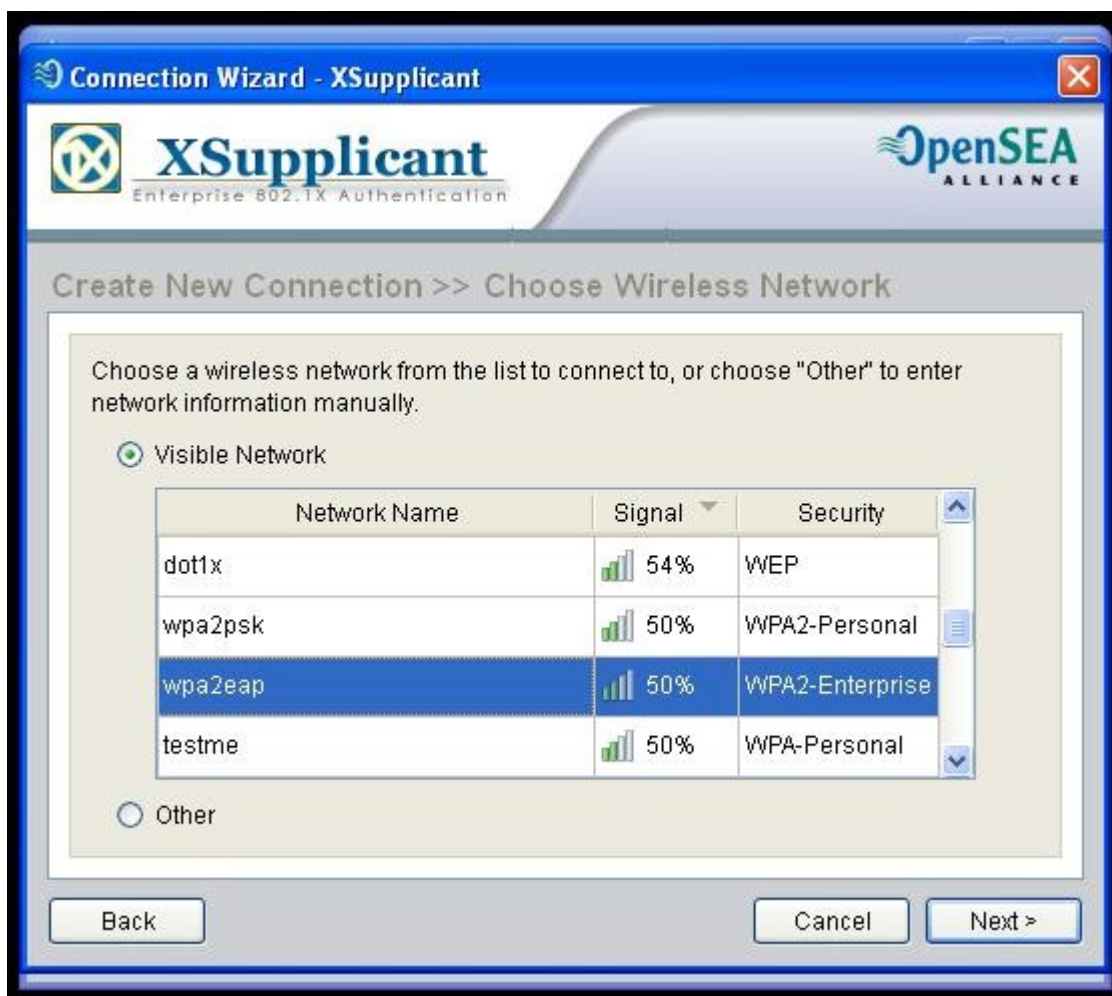 Connection Wizard - XSupplicant
1X XSupplicant
Enterprise 802.1X Authentication
OpenSEA
ALLIANCE
Create New Connection >> Choose Wireless Network
Choose a wireless network from the list to connect to, or choose "Other" to enter
network information manually.
Visible Network
Network Name Signal Security
dot1x 54% WEP
wpa2psk 50% WPA2-Personal
wpa2eap 50% WPA2-Enterprise
testme 50% WPA-Personal
Other
Back Cancel Next >